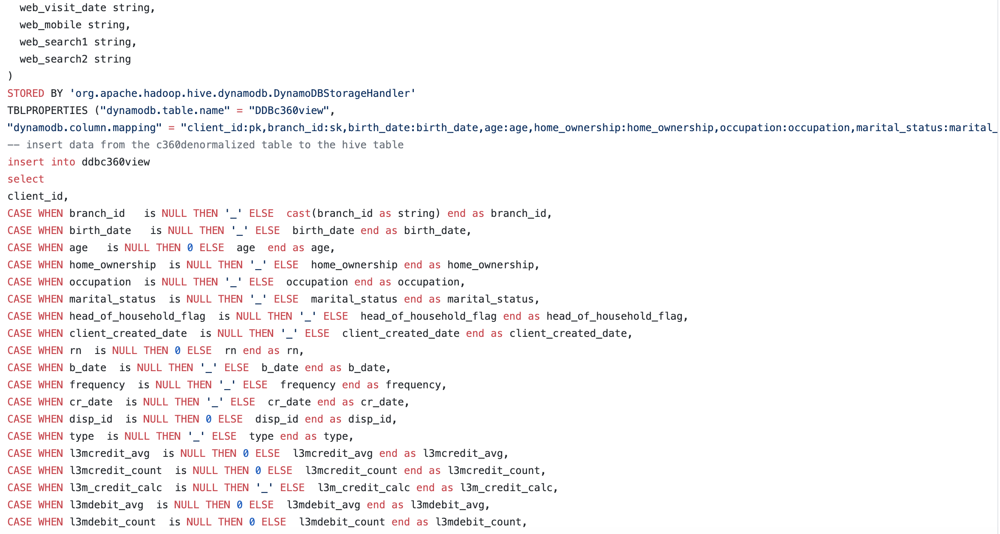 web_visit_date string,
web_mobile string,
web_search1 string,
web_search2 string
)
STORED BY 'org.apache.hadoop.hive.dynamodb.DynamoDBStorageHandler'
TBLPROPERTIES ("dynamodb.table.name" = "DDBc360view",
"dynamodb.column.mapping" = "client_id:pk,branch_id:sk,birth_date:birth_date,age:age,home_ownership:home_ownership,occupation:occupation,marital_status:marital_
-- insert data from the c360denormalized table to the hive table
insert into ddbc360view
select
client_id,
CASE WHEN branch_id   is NULL THEN '_' ELSE  cast(branch_id as string) end as branch_id,
CASE WHEN birth_date   is NULL THEN '_' ELSE  birth_date end as birth_date,
CASE WHEN age   is NULL THEN 0 ELSE  age  end as age,
CASE WHEN home_ownership  is NULL THEN '_' ELSE  home_ownership end as home_ownership,
CASE WHEN occupation  is NULL THEN '_' ELSE  occupation end as occupation,
CASE WHEN marital_status  is NULL THEN '_' ELSE  marital_status end as marital_status,
CASE WHEN head_of_household_flag  is NULL THEN '_' ELSE  head_of_household_flag end as head_of_household_flag,
CASE WHEN client_created_date  is NULL THEN '_' ELSE  client_created_date end as client_created_date,
CASE WHEN rn  is NULL THEN 0 ELSE  rn end as rn,
CASE WHEN b_date  is NULL THEN '_' ELSE  b_date end as b_date,
CASE WHEN frequency  is NULL THEN '_' ELSE  frequency end as frequency,
CASE WHEN cr_date  is NULL THEN '_' ELSE  cr_date end as cr_date,
CASE WHEN disp_id  is NULL THEN 0 ELSE  disp_id end as disp_id,
CASE WHEN type  is NULL THEN '_' ELSE  type end as type,
CASE WHEN l3mcredit_avg  is NULL THEN 0 ELSE  l3mcredit_avg end as l3mcredit_avg,
CASE WHEN l3mcredit_count  is NULL THEN 0 ELSE  l3mcredit_count end as l3mcredit_count,
CASE WHEN l3m_credit_calc  is NULL THEN '_' ELSE  l3m_credit_calc end as l3m_credit_calc,
CASE WHEN l3mdebit_avg  is NULL THEN 0 ELSE  l3mdebit_avg end as l3mdebit_avg,
CASE WHEN l3mdebit_count  is NULL THEN 0 ELSE  l3mdebit_count end as l3mdebit_count,